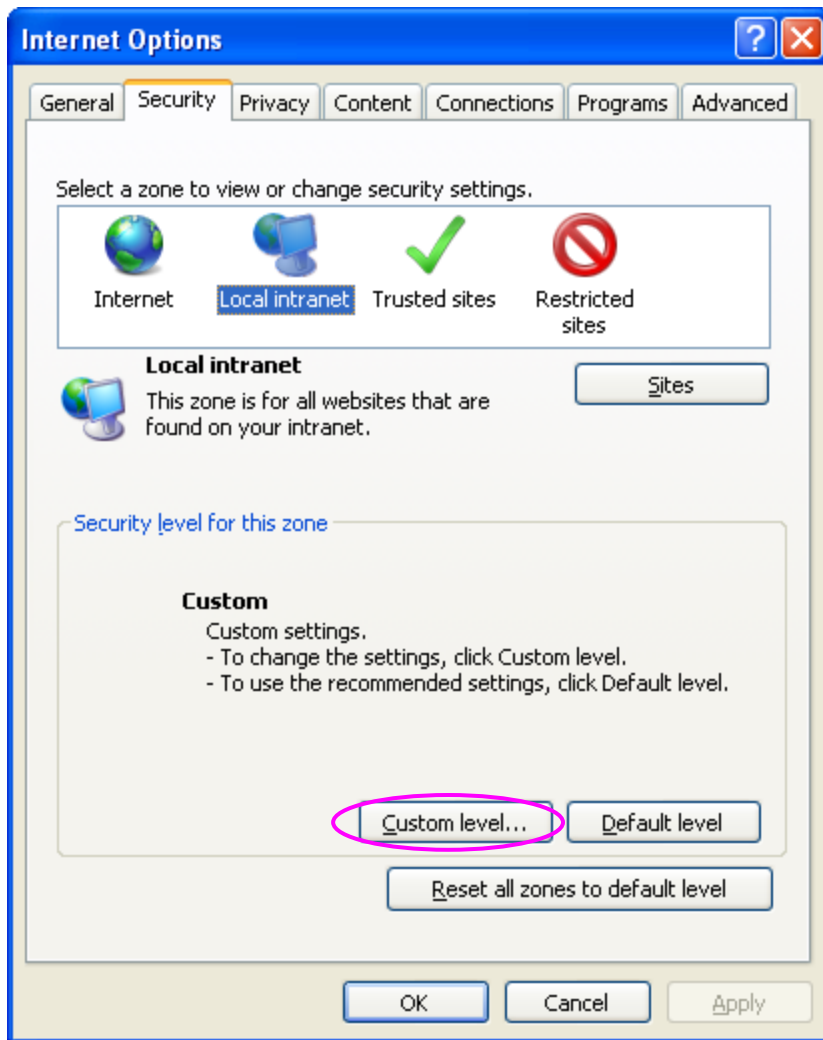 Internet Options
General Security Privacy Content Connections Programs Advanced
Select a zone to view or change security settings.
Internet Local intranet Trusted sites Restricted sites
Local intranet
This zone is for all websites that are
found on your intranet.
Sites
Security level for this zone
Custom
Custom settings.
- To change the settings, click Custom level.
- To use the recommended settings, click Default level.
Custom level... Default level
Reset all zones to default level
OK Cancel Apply